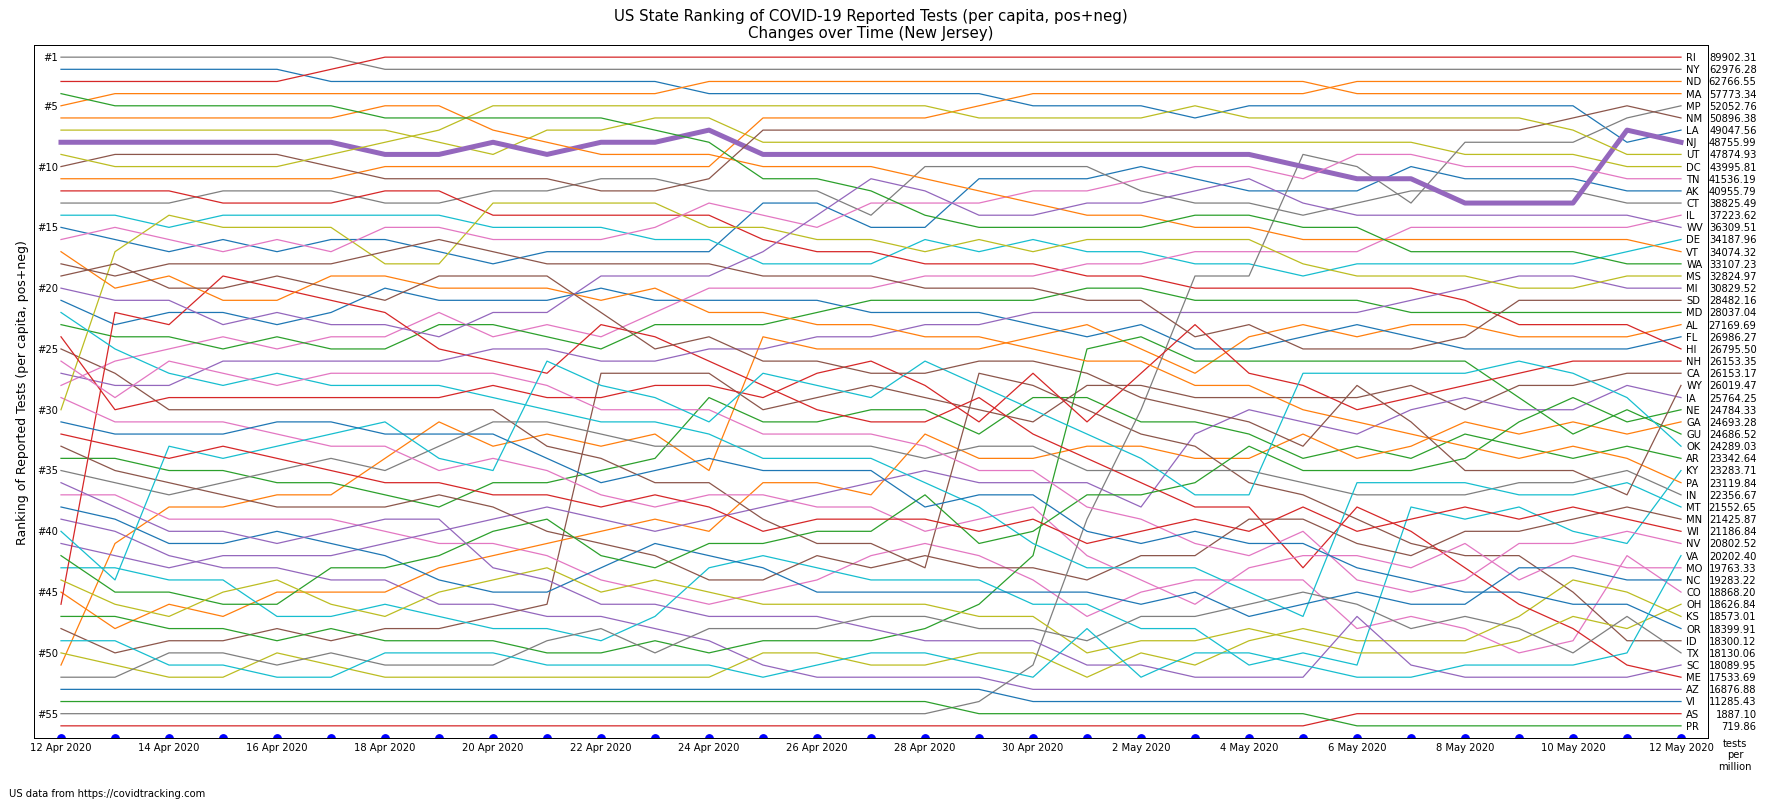 US State Ranking of COVID-19 Reported Tests (per capita, pos+neg)
Changes over Time (New Jersey)
Ranking of Reported Tests (per capita, pos+neg)
#1
#5
#10
#15
#20
#25
#30
#35
#40
#45
#50
#55
RI 89902.31
NY 62976.28
ND 62766.55
MA 57773.34
MP 52052.76
NM 50896.38
LA 49047.56
NJ 48755.99
UT 47874.93
DC 43995.81
TN 41536.19
AK 40955.79
CT 38825.49
IL 37223.62
WV 36309.51
DE 34187.96
VT 34074.32
WA 33107.23
MS 32824.97
MI 30829.52
SD 28482.16
MD 28037.04
AL 27169.69
FL 26986.27
HI 26795.50
NH 26153.35
CA 26153.17
WY 26019.47
IA 25764.25
NE 24784.33
GA 24693.28
GU 24686.52
OK 24289.03
AR 23342.64
KY 23283.71
PA 23119.84
IN 22356.67
MT 21552.65
MN 21425.87
WI 21186.84
NV 20802.52
VA 20202.40
MO 19763.33
NC 19283.22
CO 18868.20
OH 18626.84
KS 18573.01
OR 18399.91
ID 18300.12
TX 18130.06
SC 18089.95
ME 17533.69
AZ 16876.88
VI 11285.43
AS 1887.10
PR 719.86
12 Apr 2020 14 Apr 2020 16 Apr 2020 18 Apr 2020 20 Apr 2020 22 Apr 2020 24 Apr 2020 26 Apr 2020 28 Apr 2020 30 Apr 2020 2 May 2020 4 May 2020 6 May 2020 8 May 2020 10 May 2020 12 May 2020
tests
per
million
US data from https://covidtracking.com